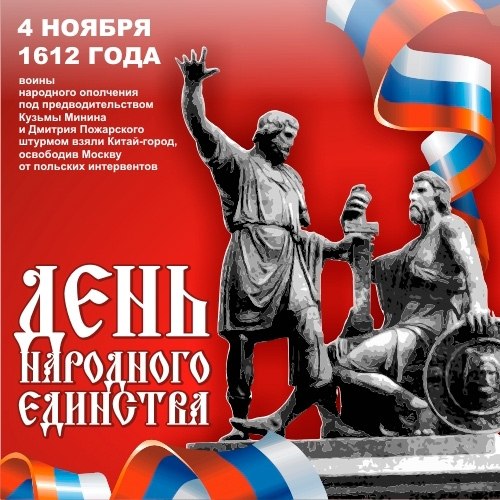 4 НОЯБРЯ
1612 ГОДА
воины
народного ополчения
под предводительством
Кузьмы Минина
и Дмитрия Пожарского
штурмом взяли Китай-город,
освободив Москву
от польских интервентов
ДЕНЬ
НАРОДНОГО
ЕДИНСТВА